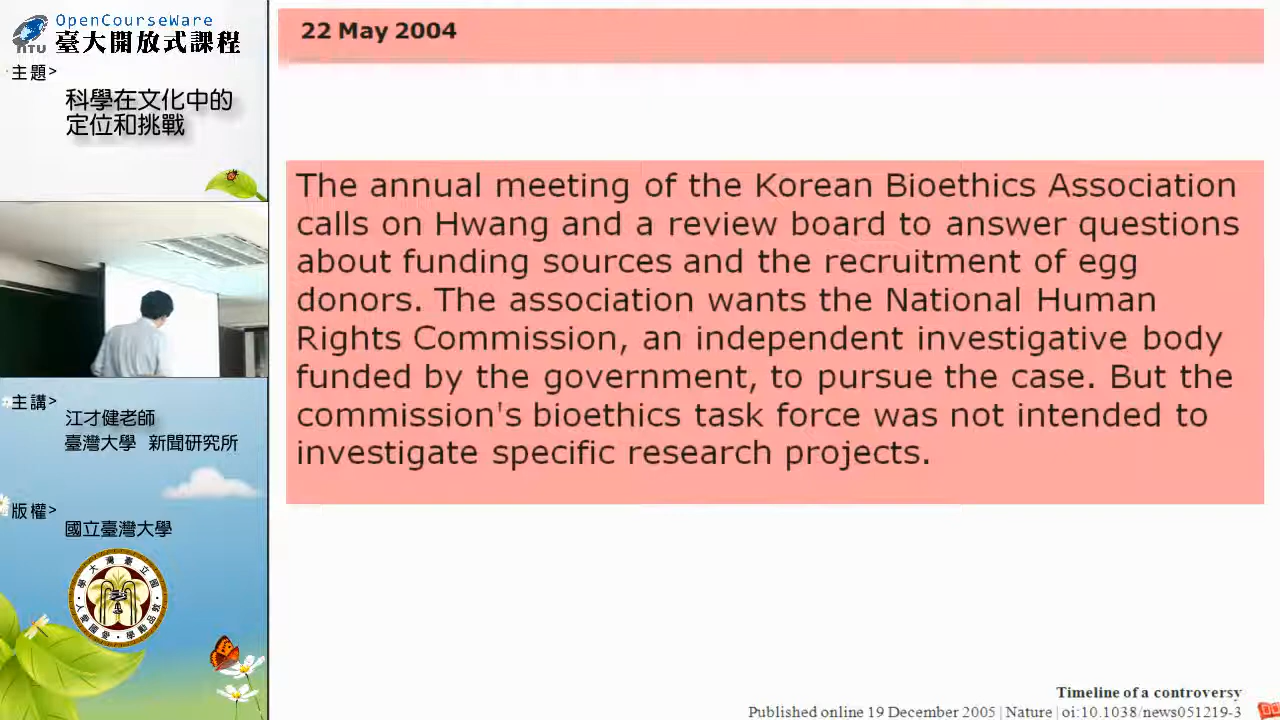 OpenCourseWare
NTU 臺大開放式課程
主題>
科學在文化中的
定位和挑戰
主講>
江才健老師
臺灣大學 新聞研究所
版權>
國立臺灣大學
22 May 2004
The annual meeting of the Korean Bioethics Association
calls on Hwang and a review board to answer questions
about funding sources and the recruitment of egg
donors. The association wants the National Human
Rights Commission, an independent investigative body
funded by the government, to pursue the case. But the
commission's bioethics task force was not intended to
investigate specific research projects.
Timeline of a controversy
Published online 19 December 2005 | Nature | oi:10.1038/news051219-3